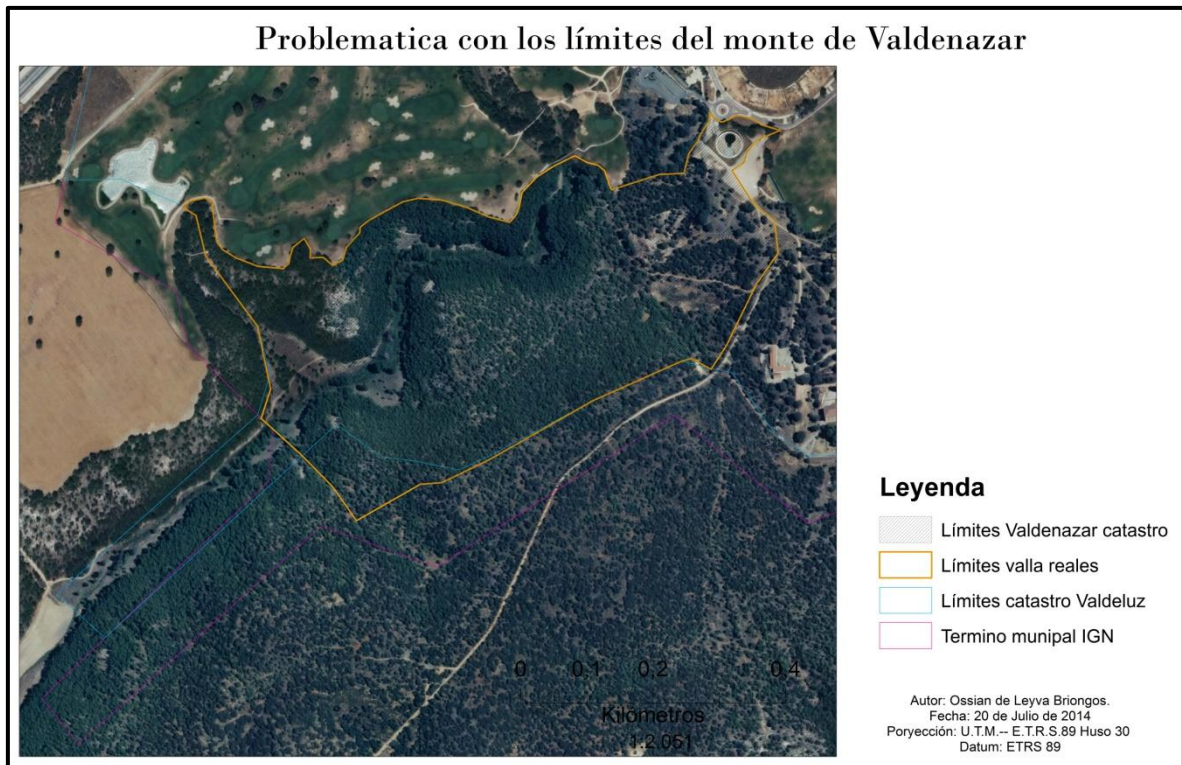 Problematica con los límites del monte de Valdenazar
0 0,1 0,2 0,4
Kilómetros
1:2.051
Leyenda
Límites Valdenazar catastro
Límites valla reales
Límites catastro Valdeluz
Termino munipal IGN
Autor: Ossian de Leyva Briongos.
Fecha: 20 de Julio de 2014
Poryección: U.T.M.-- E.T.R.S.89 Huso 30
Datum: ETRS 89